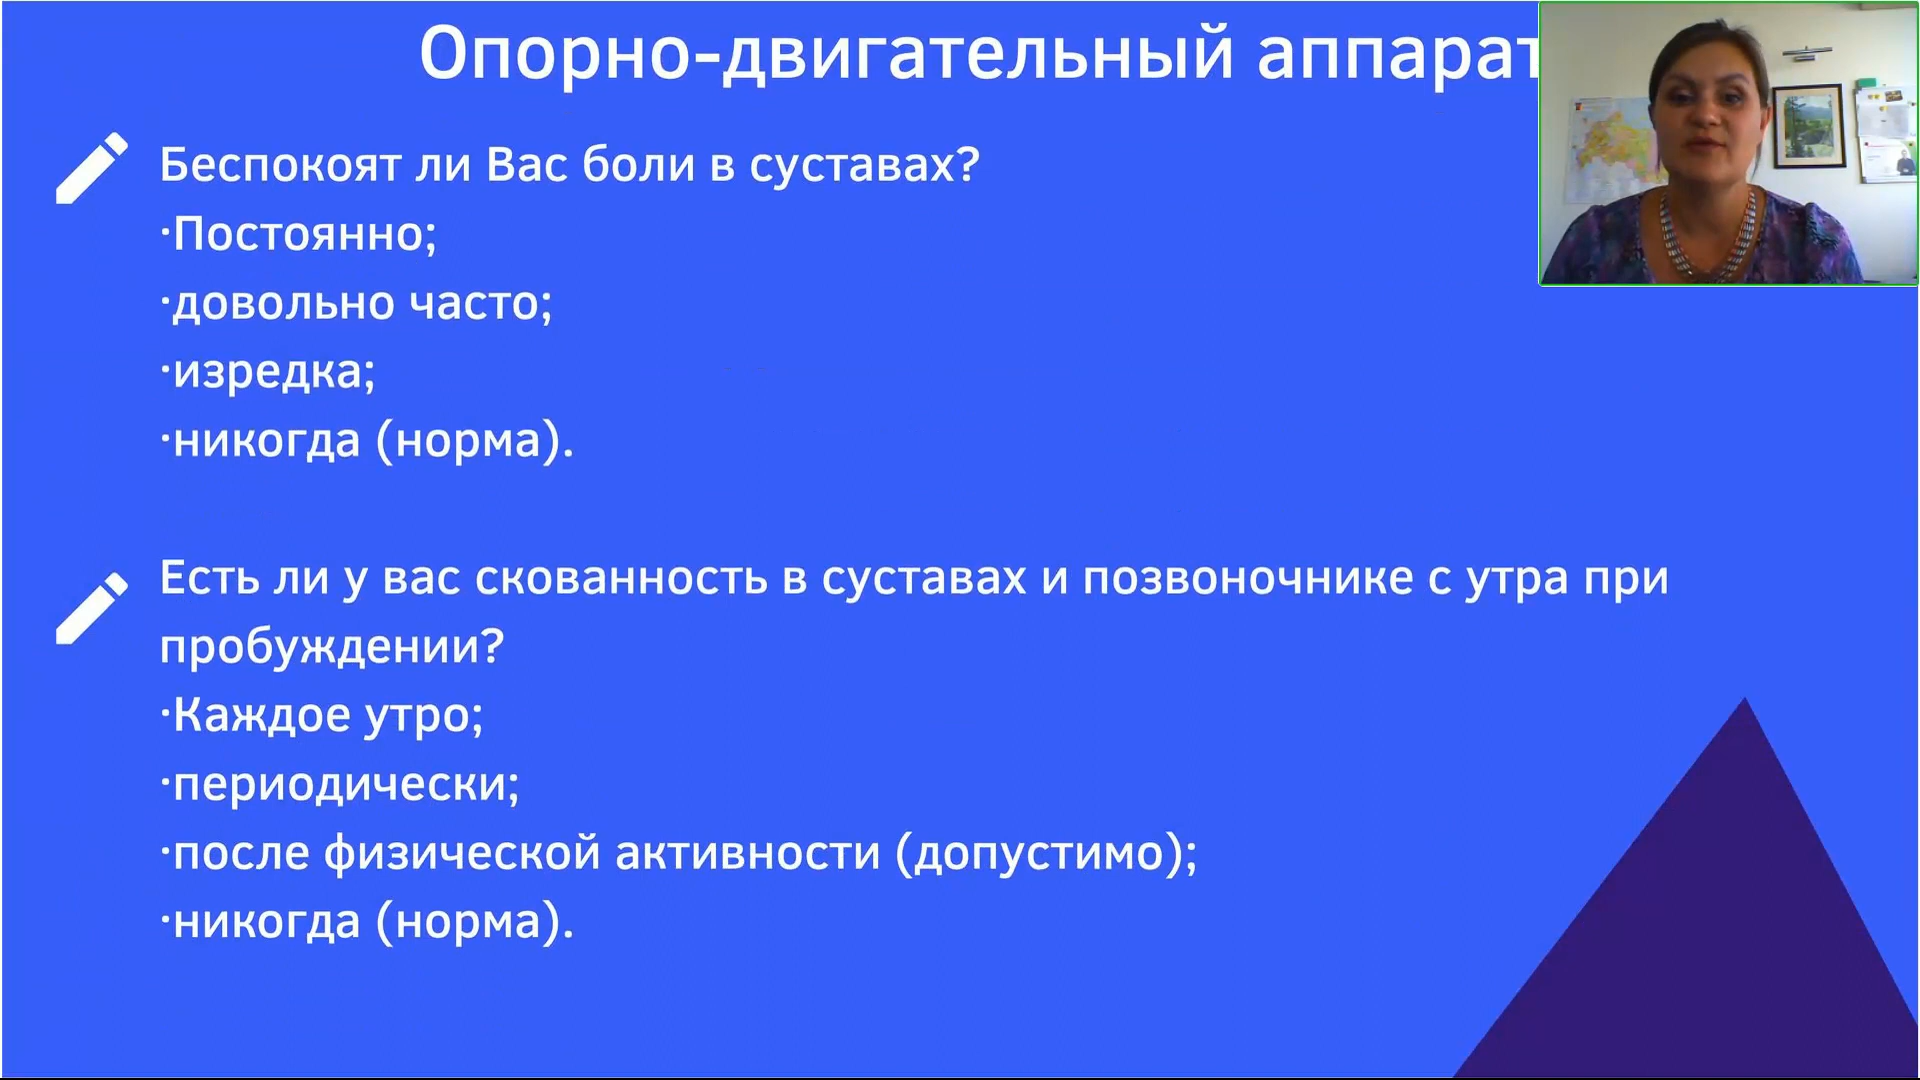 Опорно-двигательный аппарат
Беспокоят ли Вас боли в суставах?
·Постоянно;
·довольно часто;
·изредка;
·никогда (норма).
Есть ли у вас скованность в суставах и позвоночнике с утра при
пробуждении?
·Каждое утро;
·периодически;
·после физической активности (допустимо);
·никогда (норма).